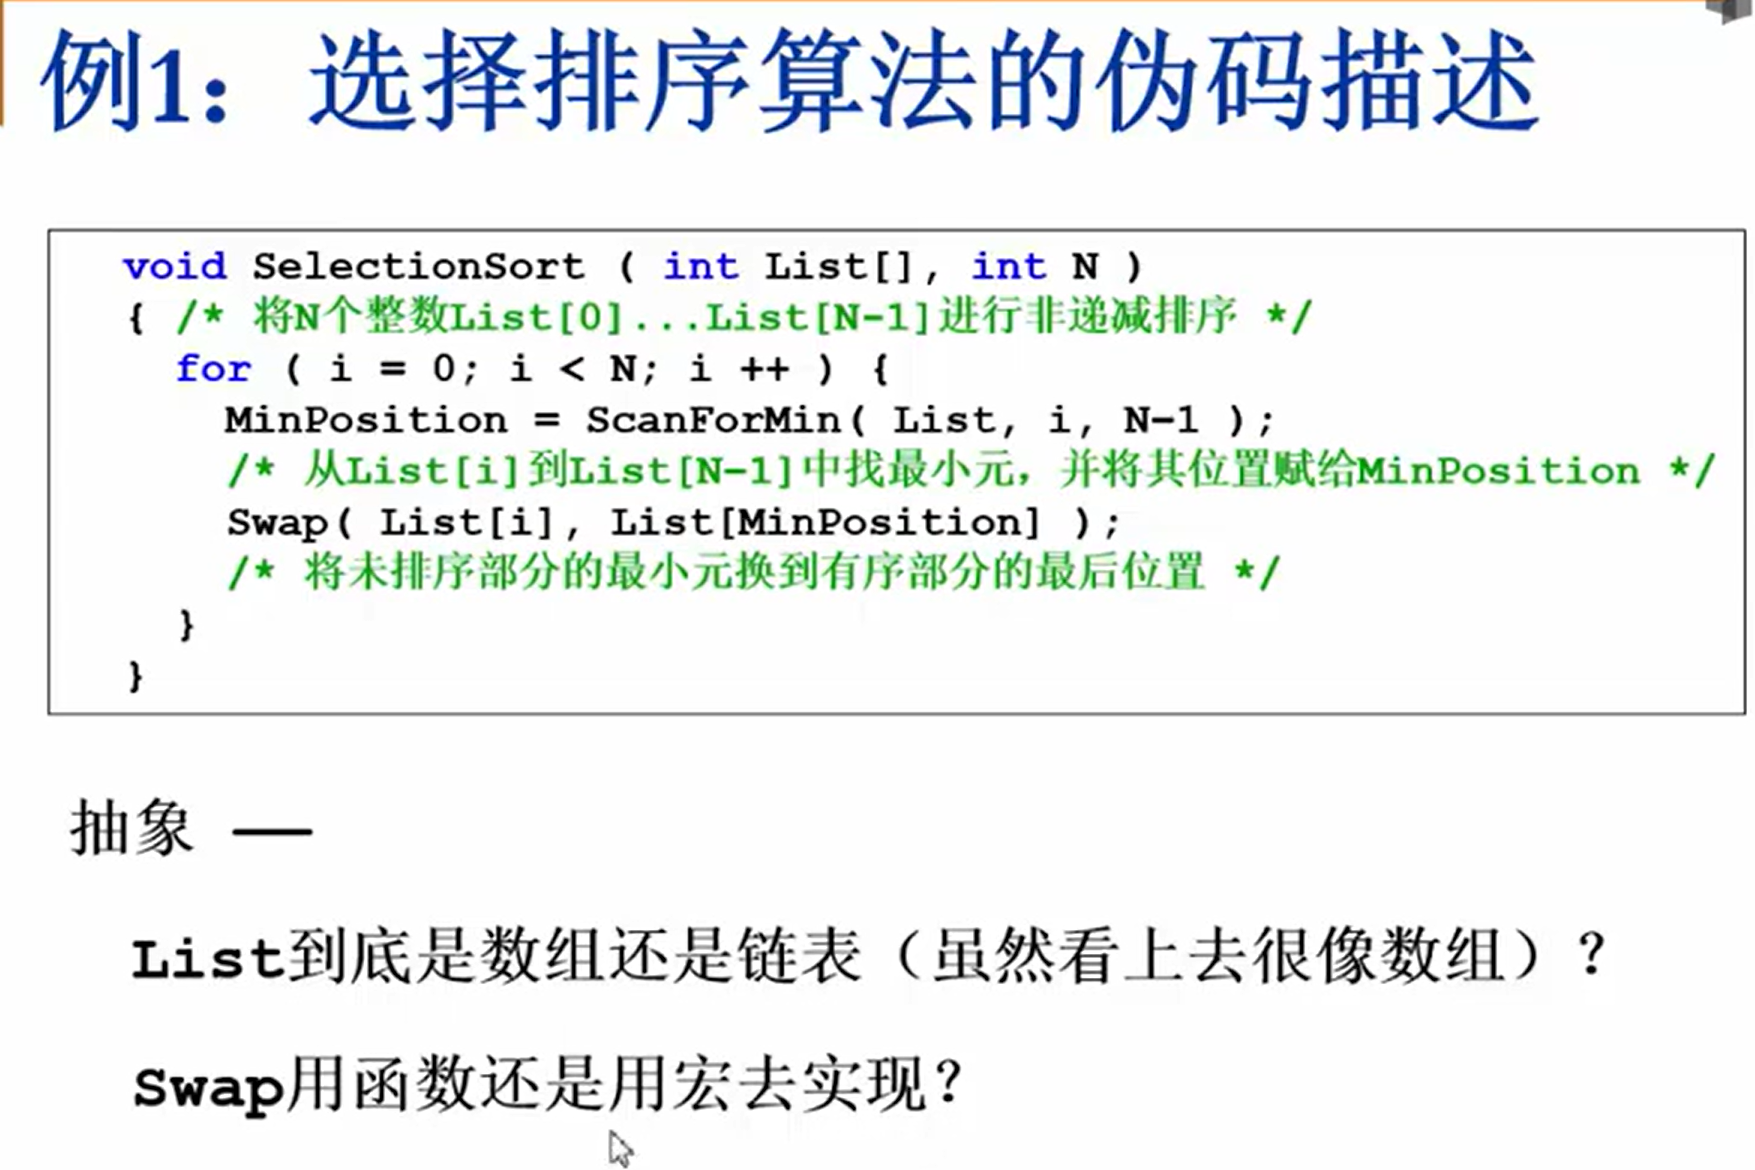 例1：选择排序算法的伪码描述
void SelectionSort ( int List[], int N )
{ /* 将N个整数List[0]...List[N-1]进行非递减排序 */
for ( i = 0; i < N; i ++ ) {
MinPosition = ScanForMin( List, i, N-1 );
/* 从List[i]到List[N-1]中找最小元，并将其位置赋给MinPosition */
Swap( List[i], List[MinPosition] );
/* 将未排序部分的最小元换到有序部分的最后位置 */
}
}
抽象 —
List到底是数组还是链表（虽然看上去很像数组）？
Swap用函数还是用宏去实现？